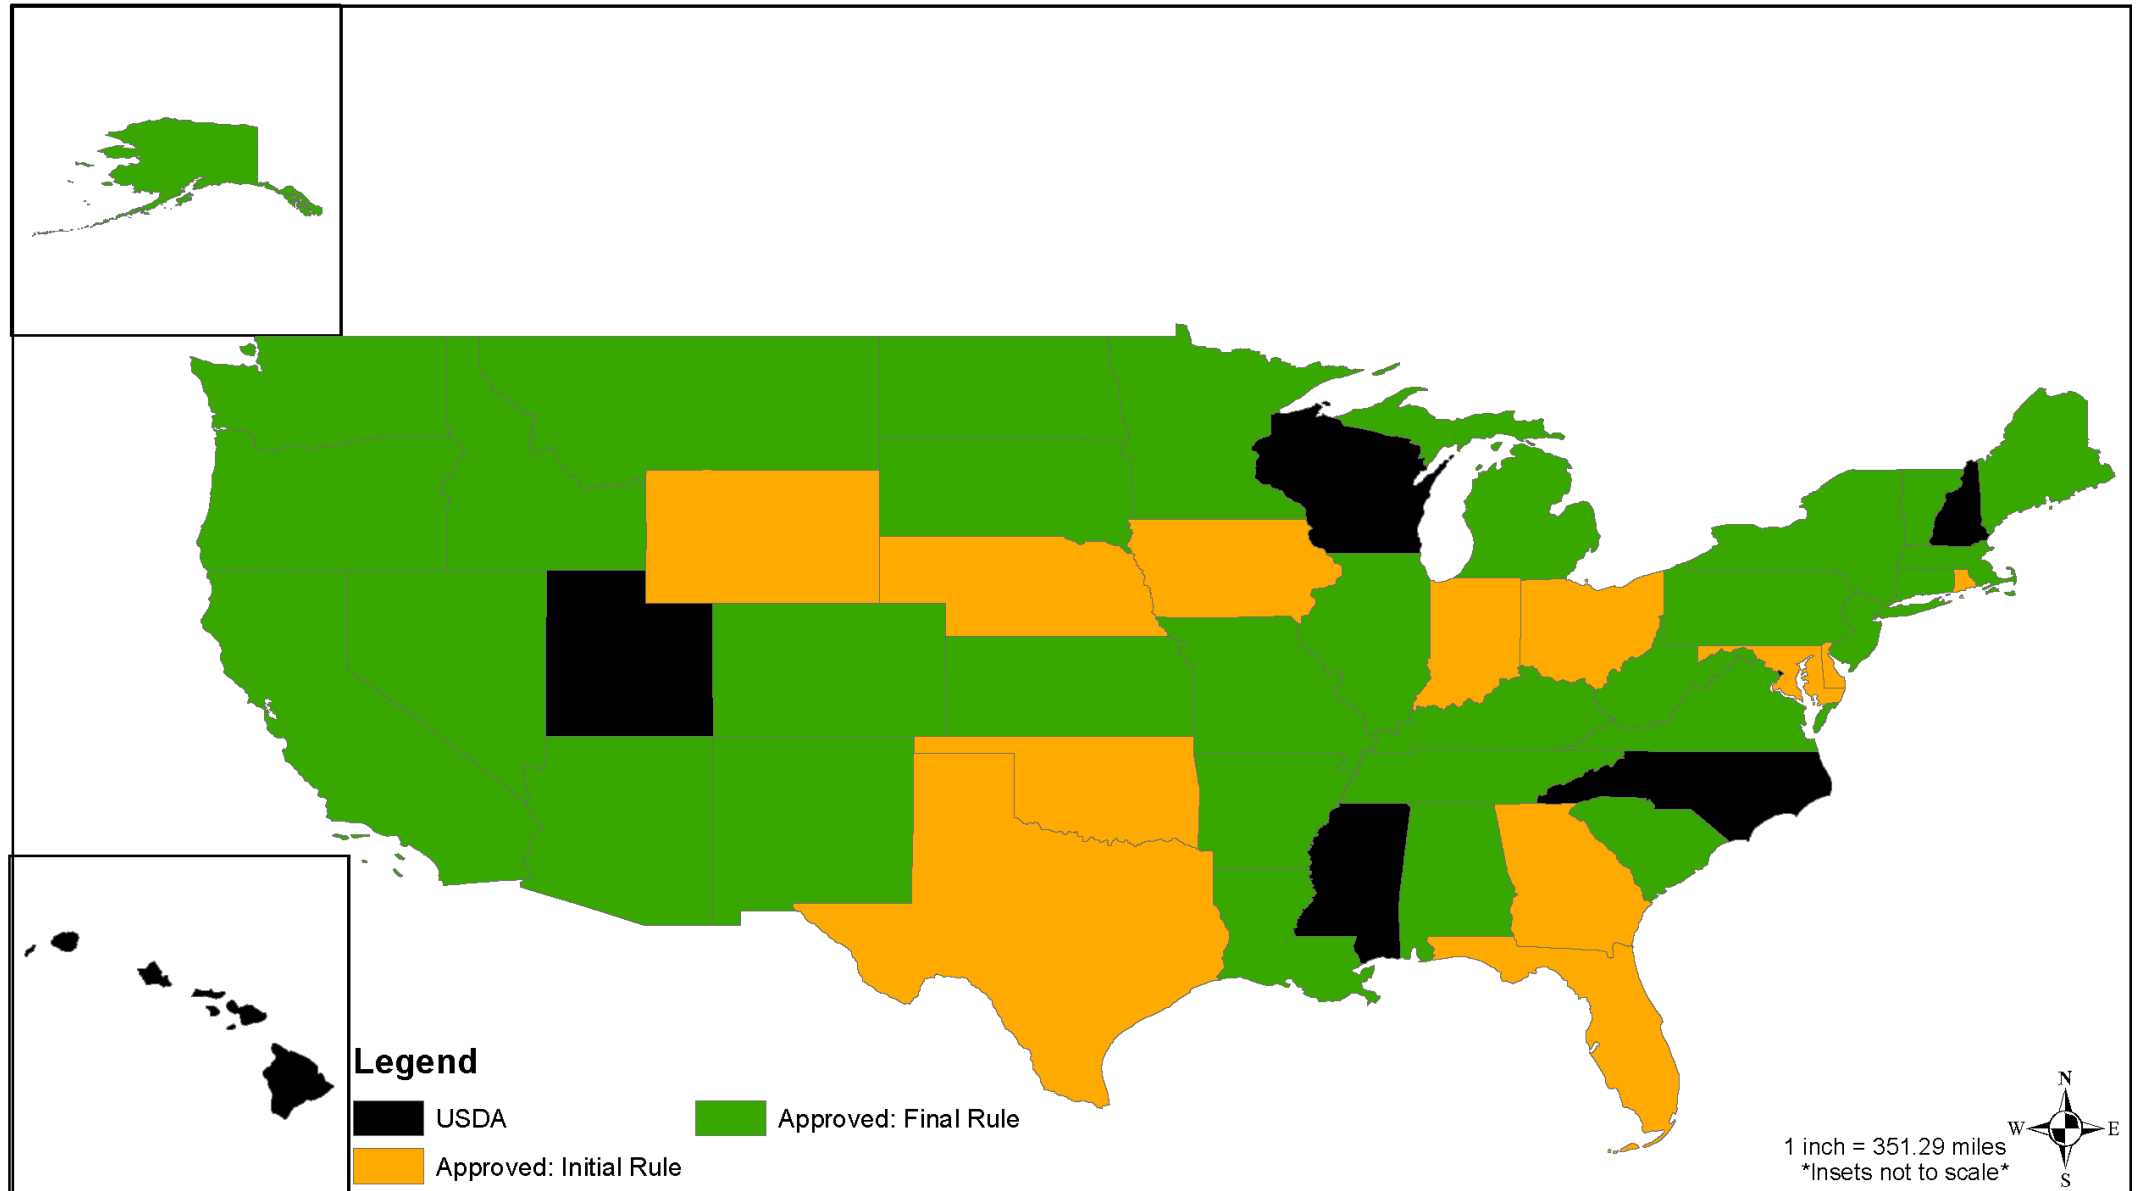 Legend
USDA
Approved: Final Rule
Approved: Initial Rule
1 inch = 351.29 miles
*Insets not to scale*
N
W
E
S